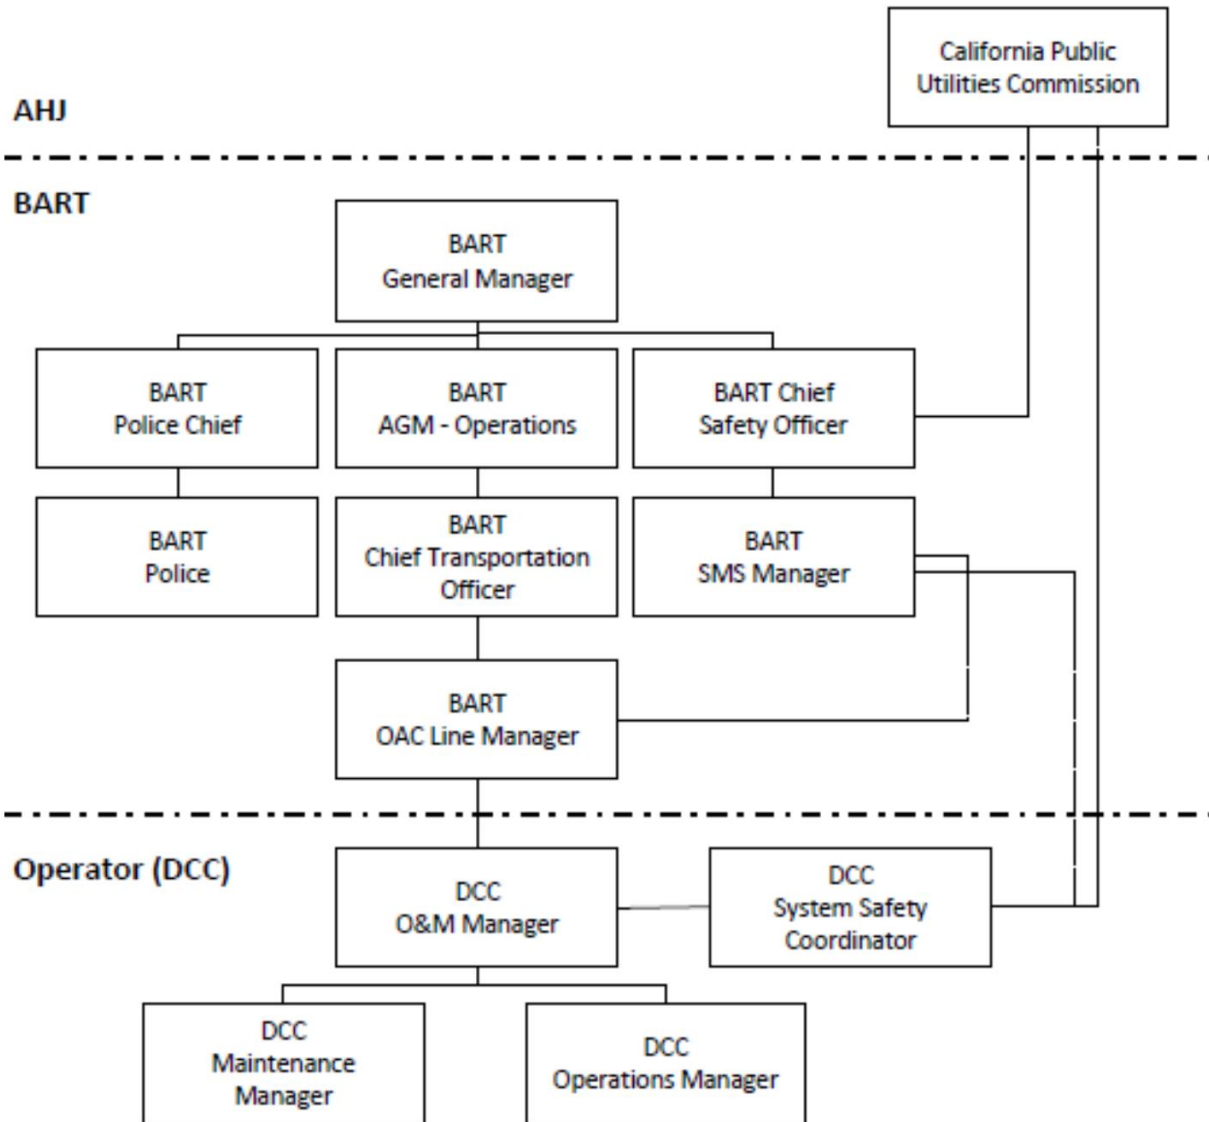 California Public
Utilities Commission
AHJ
BART
BART
General Manager
BART
Police Chief
BART
AGM - Operations
BART Chief
Safety Officer
BART
Police
BART
Chief Transportation
Officer
BART
SMS Manager
BART
OAC Line Manager
Operator (DCC)
DCC
O&M Manager
DCC
System Safety
Coordinator
DCC
Maintenance
Manager
DCC
Operations Manager